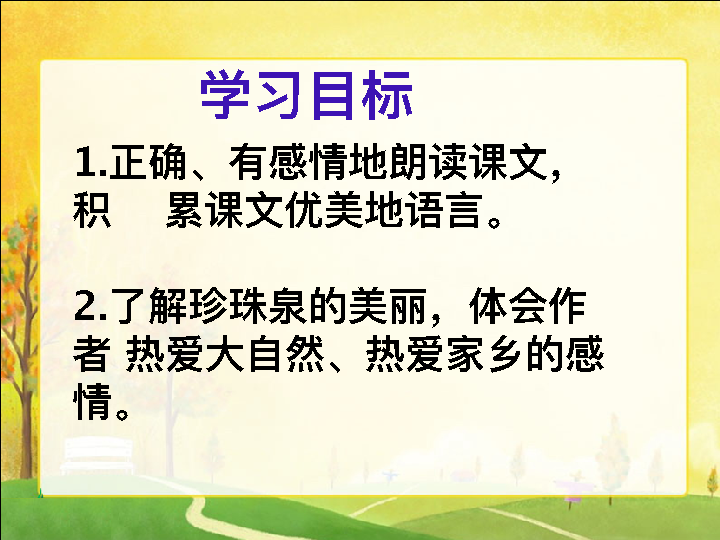 学习目标
1.正确、有感情地朗读课文，
积 累课文优美地语言。
2.了解珍珠泉的美丽，体会作
者 热爱大自然、热爱家乡的感
情。